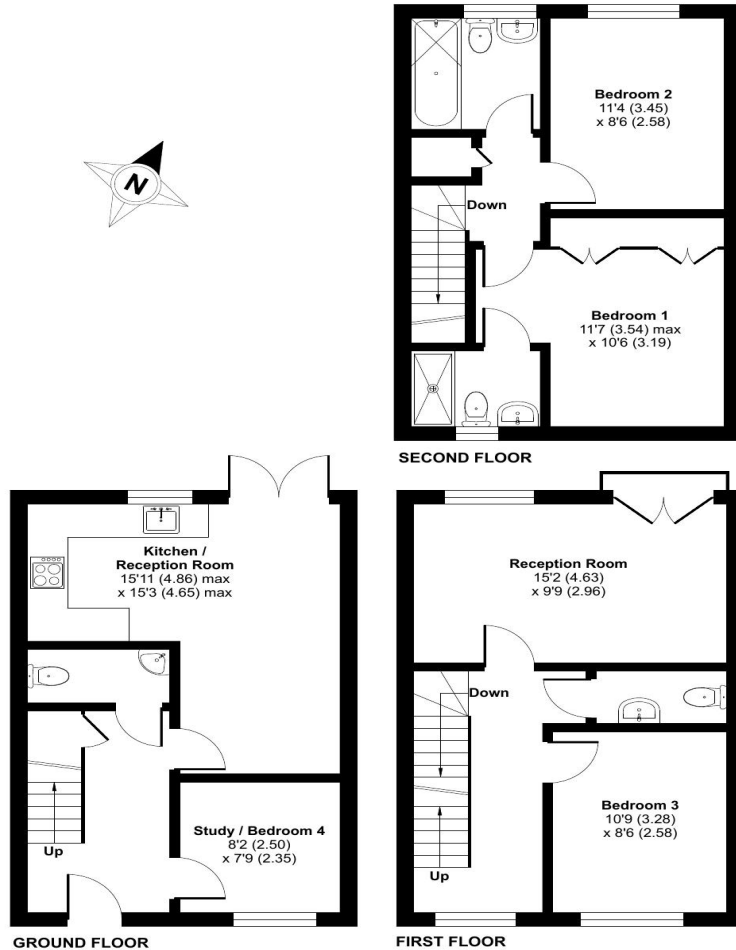 N
Bedroom 2
11'4 (3.45)
x 8'6 (2.58)
Down
Bedroom 1
11'7 (3.54) max
x 10'6 (3.19)
SECOND FLOOR
Kitchen /
Reception Room
15'11 (4.86) max
x 15'3 (4.65) max
Study / Bedroom 4
8'2 (2.50)
x 7'9 (2.35)
Up
GROUND FLOOR
Reception Room
15'2 (4.63)
x 9'9 (2.96)
Down
Bedroom 3
10'9 (3.28)
x 8'6 (2.58)
Up
FIRST FLOOR